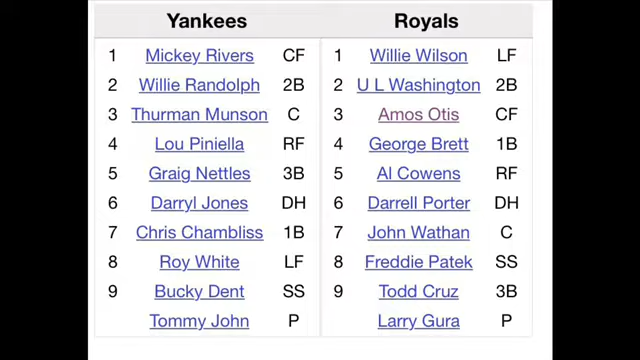 Yankees Royals
1 Mickey Rivers CF 1 Willie Wilson LF
2 Willie Randolph 2B 2 U L Washington 2B
3 Thurman Munson C 3 Amos Otis CF
4 Lou Piniella RF 4 George Brett 1B
5 Graig Nettles 3B 5 Al Cowens RF
6 Darryl Jones DH 6 Darrell Porter DH
7 Chris Chambliss 1B 7 John Wathan C
8 Roy White LF 8 Freddie Patek SS
9 Bucky Dent SS 9 Todd Cruz 3B
Tommy John P Larry Gura P